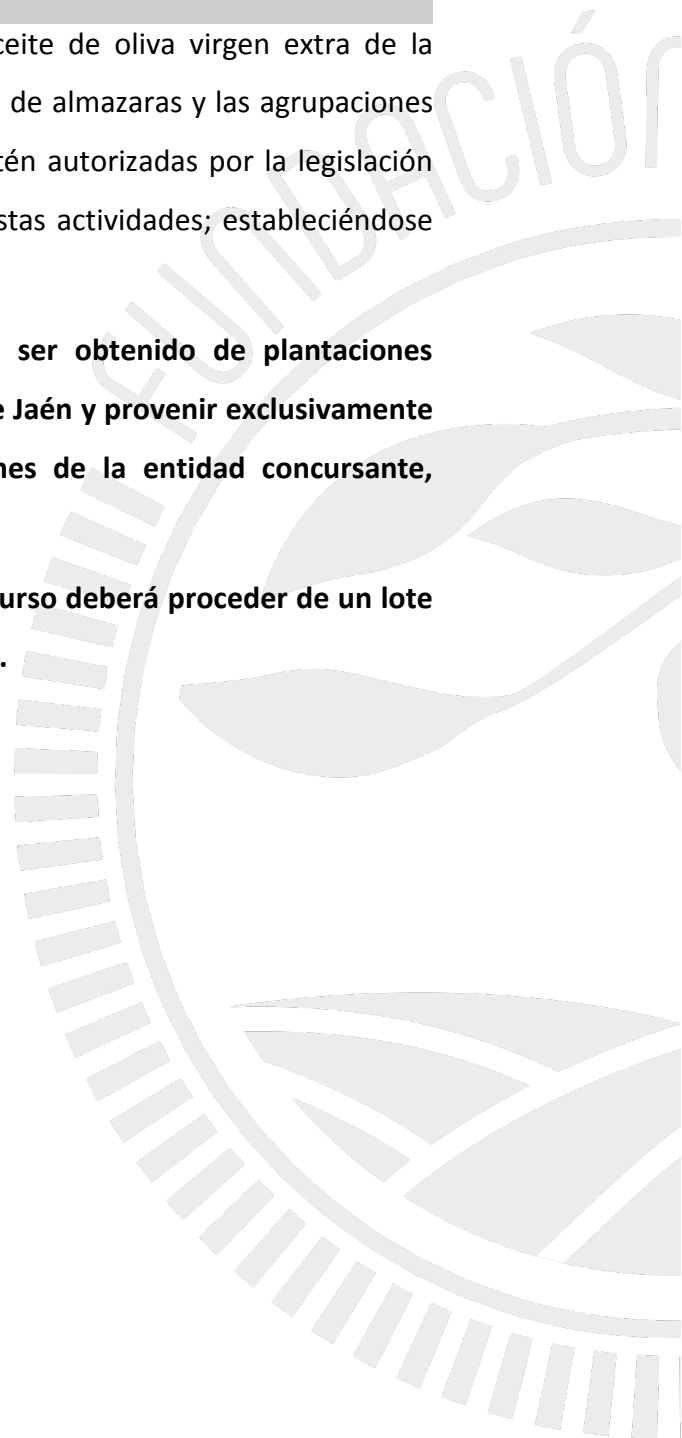 FUNDACIÓN
ceite de oliva virgen extra de la
de almazaras y las agrupaciones
tén autorizadas por la legislación
stas actividades; estableciéndose
ser obtenido de plantaciones
e Jaén y provenir exclusivamente
nes de la entidad concursante,
urso deberá proceder de un lote
.